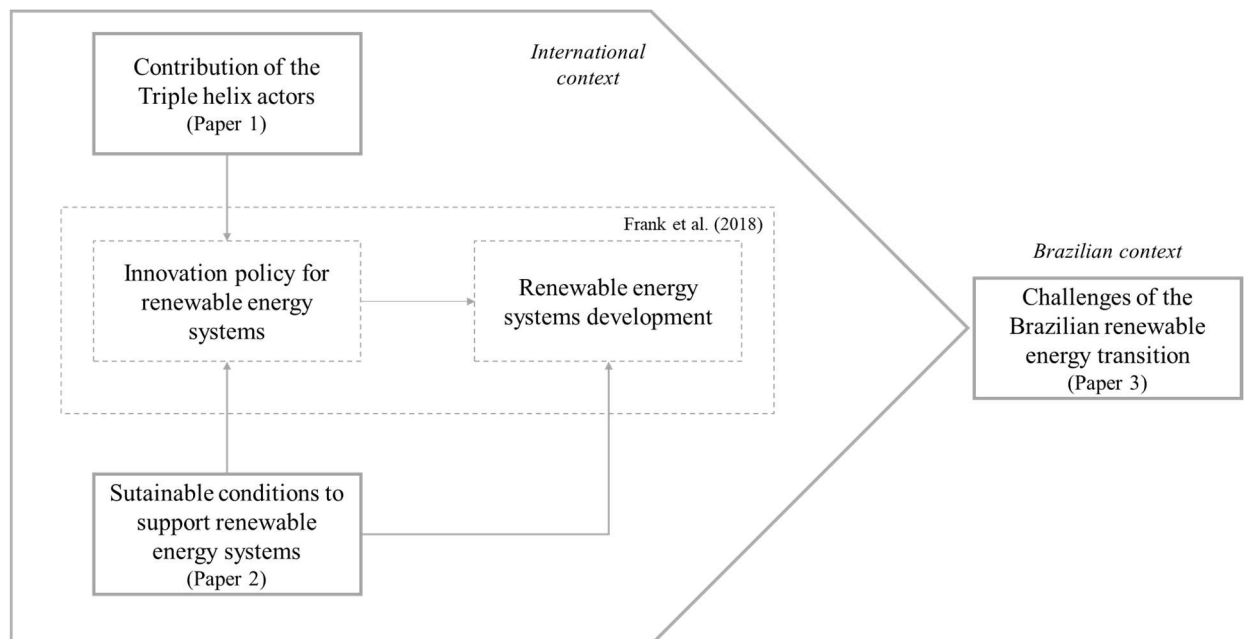 International
context
Contribution of the
Triple helix actors
(Paper 1)
Frank et al. (2018)
Innovation policy for
renewable energy
systems
Renewable energy
systems development
Sutainable conditions to
support renewable
energy systems
(Paper 2)
Brazilian context
Challenges of the
Brazilian renewable
energy transition
(Paper 3)